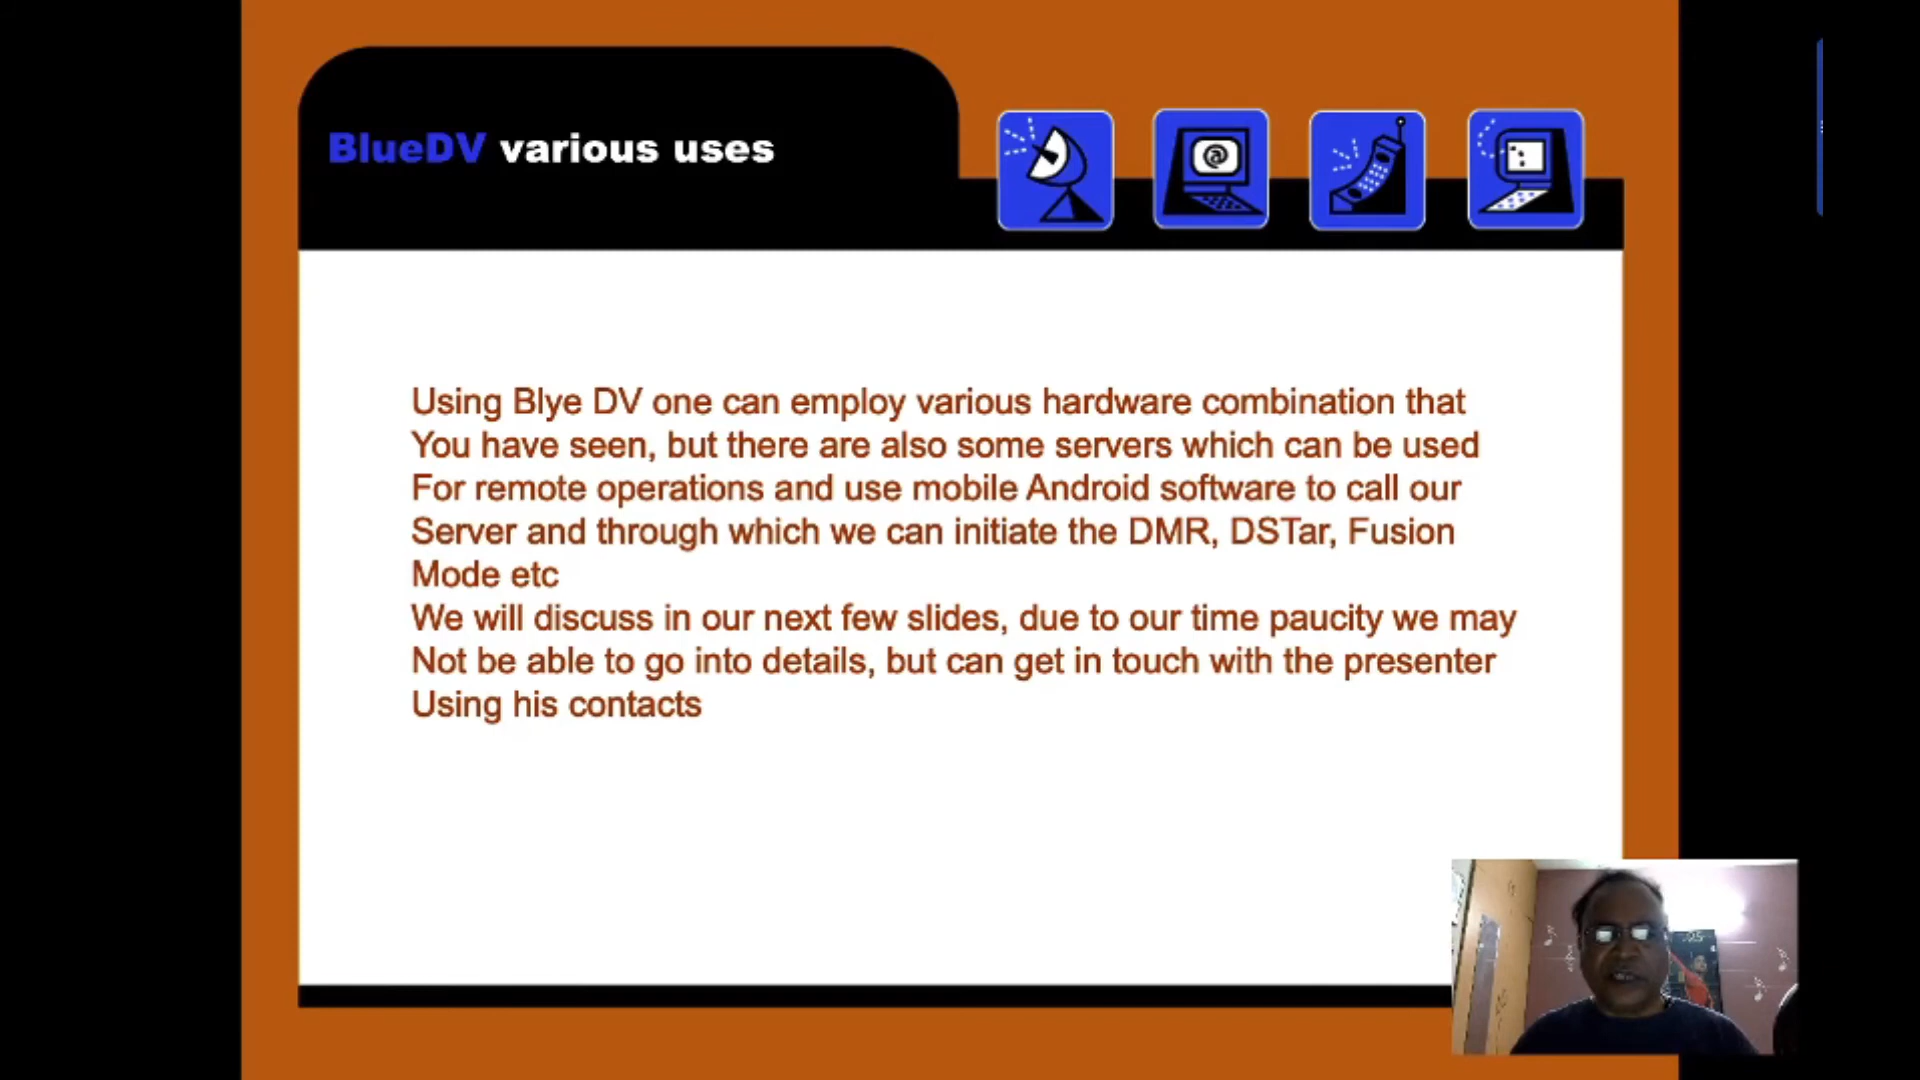 BlueDV various uses
Using Blye DV one can employ various hardware combination that
You have seen, but there are also some servers which can be used
For remote operations and use mobile Android software to call our
Server and through which we can initiate the DMR, DSTar, Fusion
Mode etc
We will discuss in our next few slides, due to our time paucity we may
Not be able to go into details, but can get in touch with the presenter
Using his contacts